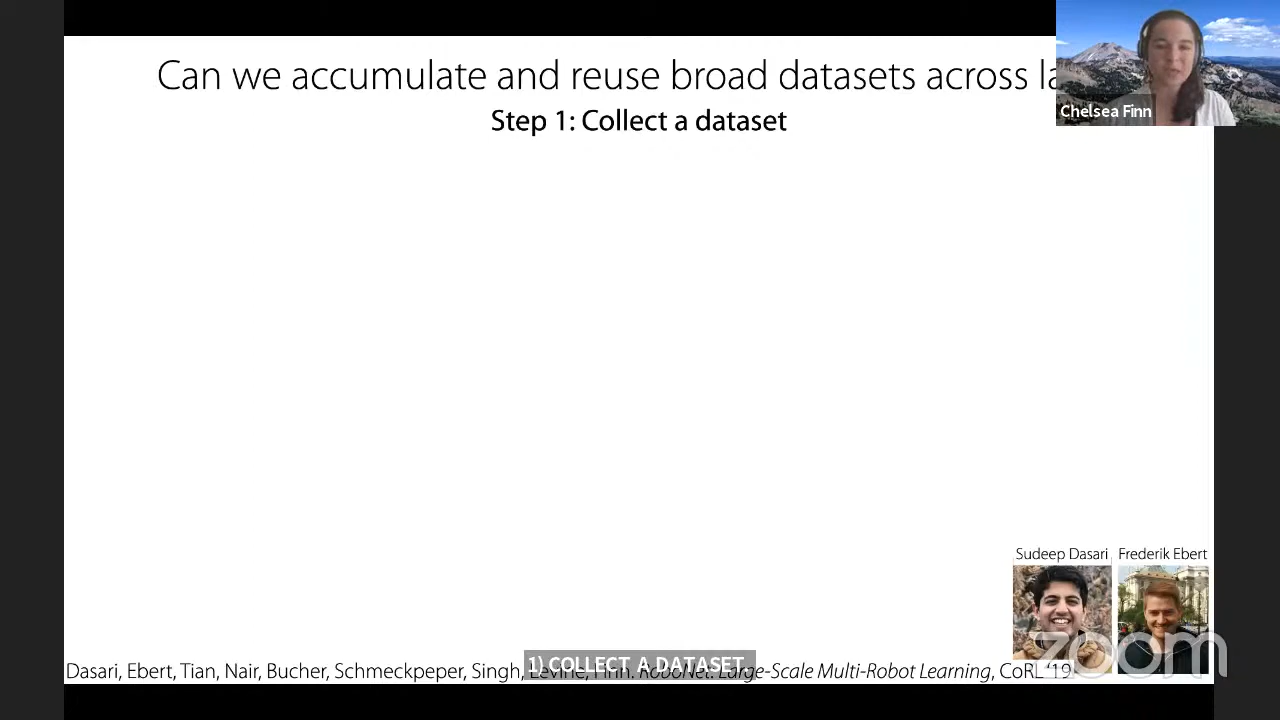 Can we accumulate and reuse broad datasets across
Step 1: Collect a dataset
Chelsea Finn
Sudeep Dasari Frederik Ebert
Dasari, Ebert, Tian, Nair, Bucher, Schmeckpeper, Singh, Levine, Finn. RoboNet: Large-Scale Multi-Robot Learning, CoRL '19
1) COLLECT A DATASET.
zoom